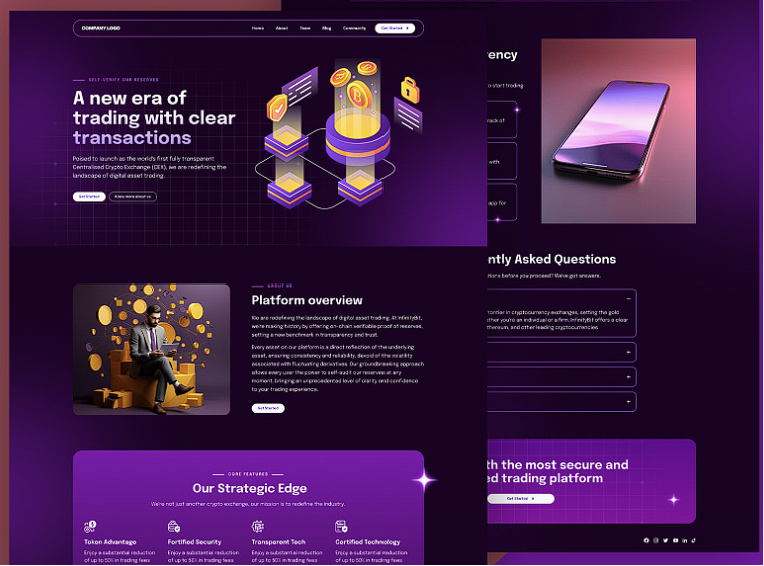 COMPANY LOGO
Home About Team Blog Community Get Started
SELF-VERIFY OUR RESERVES
A new era of
trading with clear
transactions
Poised to launch as the world's first fully transparent
Centralised Crypto Exchange (CEX), we are redefining the
landscape of digital asset trading.
Get Started Know more about us
ABOUT US
Platform overview
We are redefining the landscape of digital asset trading. At InfinityBit,
we're making history by offering on-chain verifiable proof of reserves,
setting a new benchmark in transparency and trust.
Every asset on our platform is a direct reflection of the underlying
asset, ensuring consistency and reliability, devoid of the volatility
associated with fluctuating derivatives. Our groundbreaking approach
allows every user the power to self-audit our reserves at any
moment, bringing an unprecedented level of clarity and confidence
to your trading experience.
Get Started
CORE FEATURES
Our Strategic Edge
We're not just another crypto exchange, our mission is to redefine the industry.
Token Advantage
Enjoy a substantial reduction
of up to 50% in trading fees
Fortified Security
Enjoy a substantial reduction
of up to 50% in trading fees
Transparent Tech
Enjoy a substantial reduction
of up to 50% in trading fees
Certified Technology
Enjoy a substantial reduction
of up to 50% in trading fees
rency
to start trading
rack of
with
app for
ntly Asked Questions
tions before you proceed? We've got answers.
frontier in cryptocurrency exchanges, setting the gold
ether you're an individual or a firm, InfinityBit offers a clear
thereum, and other leading cryptocurrencies
th the most secure and
ed trading platform
Get Started